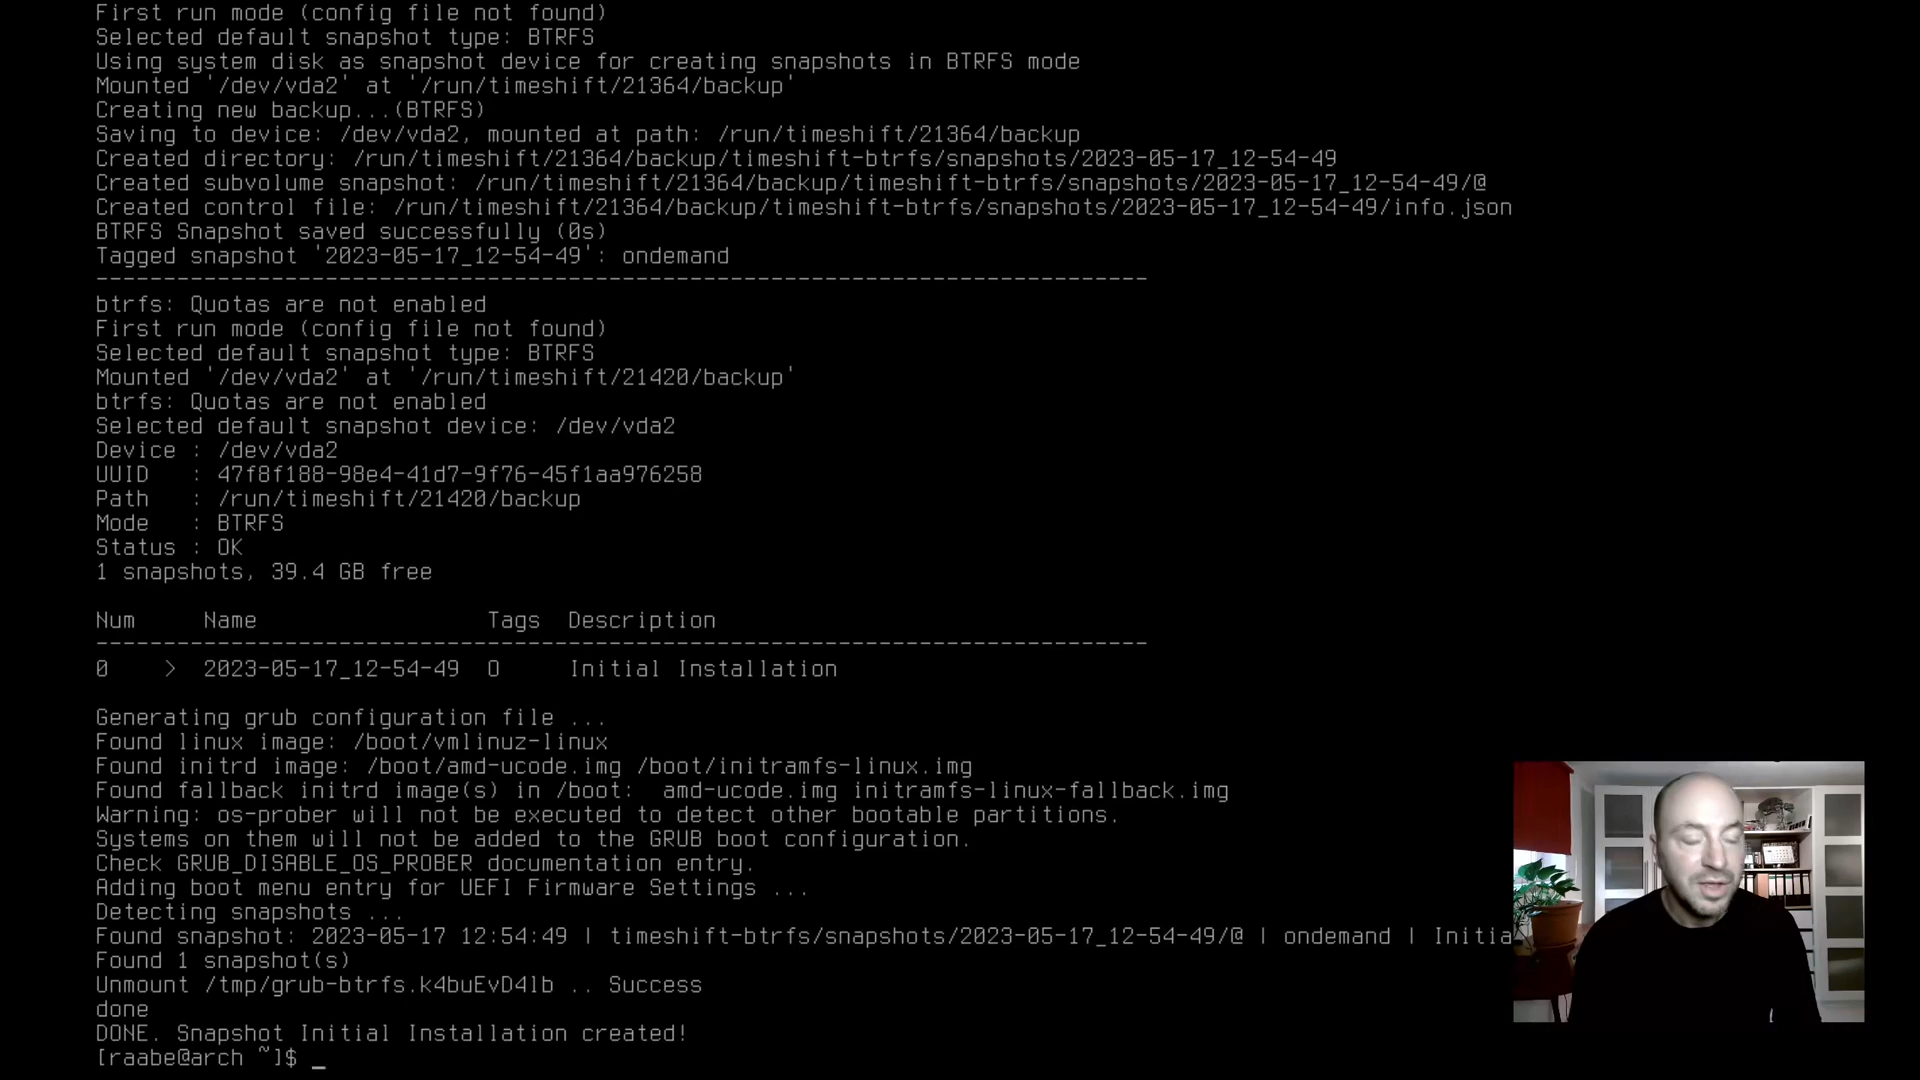 First run mode (config file not found)
Selected default snapshot type: BTRFS
Using system disk as snapshot device for creating snapshots in BTRFS mode
Mounted '/dev/vda2' at '/run/timeshift/21364/backup'
Creating new backup...(BTRFS)
Saving to device: /dev/vda2, mounted at path: /run/timeshift/21364/backup
Created directory: /run/timeshift/21364/backup/timeshift-btrfs/snapshots/2023-05-17_12-54-49
Created subvolume snapshot: /run/timeshift/21364/backup/timeshift-btrfs/snapshots/2023-05-17_12-54-49/@
Created control file: /run/timeshift/21364/backup/timeshift-btrfs/snapshots/2023-05-17_12-54-49/info.json
BTRFS Snapshot saved successfully (0s)
Tagged snapshot '2023-05-17_12-54-49': ondemand
------------------------------------------------------------------------------
btrfs: Quotas are not enabled
First run mode (config file not found)
Selected default snapshot type: BTRFS
Mounted '/dev/vda2' at '/run/timeshift/21420/backup'
btrfs: Quotas are not enabled
Selected default snapshot device: /dev/vda2
Device : /dev/vda2
UUID   : 47f8f188-98e4-41d7-9f76-45f1aa976258
Path   : /run/timeshift/21420/backup
Mode   : BTRFS
Status : OK
1 snapshots, 39.4 GB free
Num     Name                 Tags  Description
------------------------------------------------------------------------------
0    >  2023-05-17_12-54-49  O     Initial Installation
Generating grub configuration file ...
Found linux image: /boot/vmlinuz-linux
Found initrd image: /boot/amd-ucode.img /boot/initramfs-linux.img
Found fallback initrd image(s) in /boot:  amd-ucode.img initramfs-linux-fallback.img
Warning: os-prober will not be executed to detect other bootable partitions.
Systems on them will not be added to the GRUB boot configuration.
Check GRUB_DISABLE_OS_PROBER documentation entry.
Adding boot menu entry for UEFI Firmware Settings ...
Detecting snapshots ...
Found snapshot: 2023-05-17 12:54:49 | timeshift-btrfs/snapshots/2023-05-17_12-54-49/@ | ondemand | Initia
Found 1 snapshot(s)
Unmount /tmp/grub-btrfs.k4buEvD4lb .. Success
done
DONE. Snapshot Initial Installation created!
[raabe@arch ~]$ _